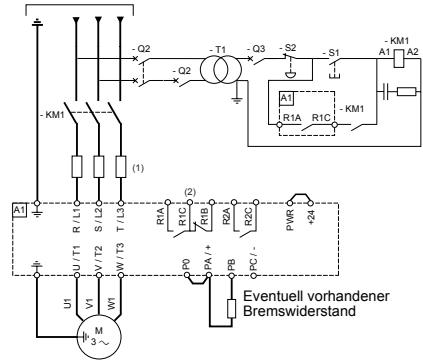 - Q2
- T1
- Q3
- S2
- S1
- KM1
A1
A2
- Q2
A1
R1A
R1C
- KM1
- KM1
(1)
A1
R / L1
S / L2
T / L3
(2)
R1A
R1C
R1B
R2A
R2C
PWR
+24
U / T1
V / T2
W / T3
P0
PA / +
PB
PC / -
U1
V1
W1
M
3 ~
Eventuell vorhandener
Bremswiderstand